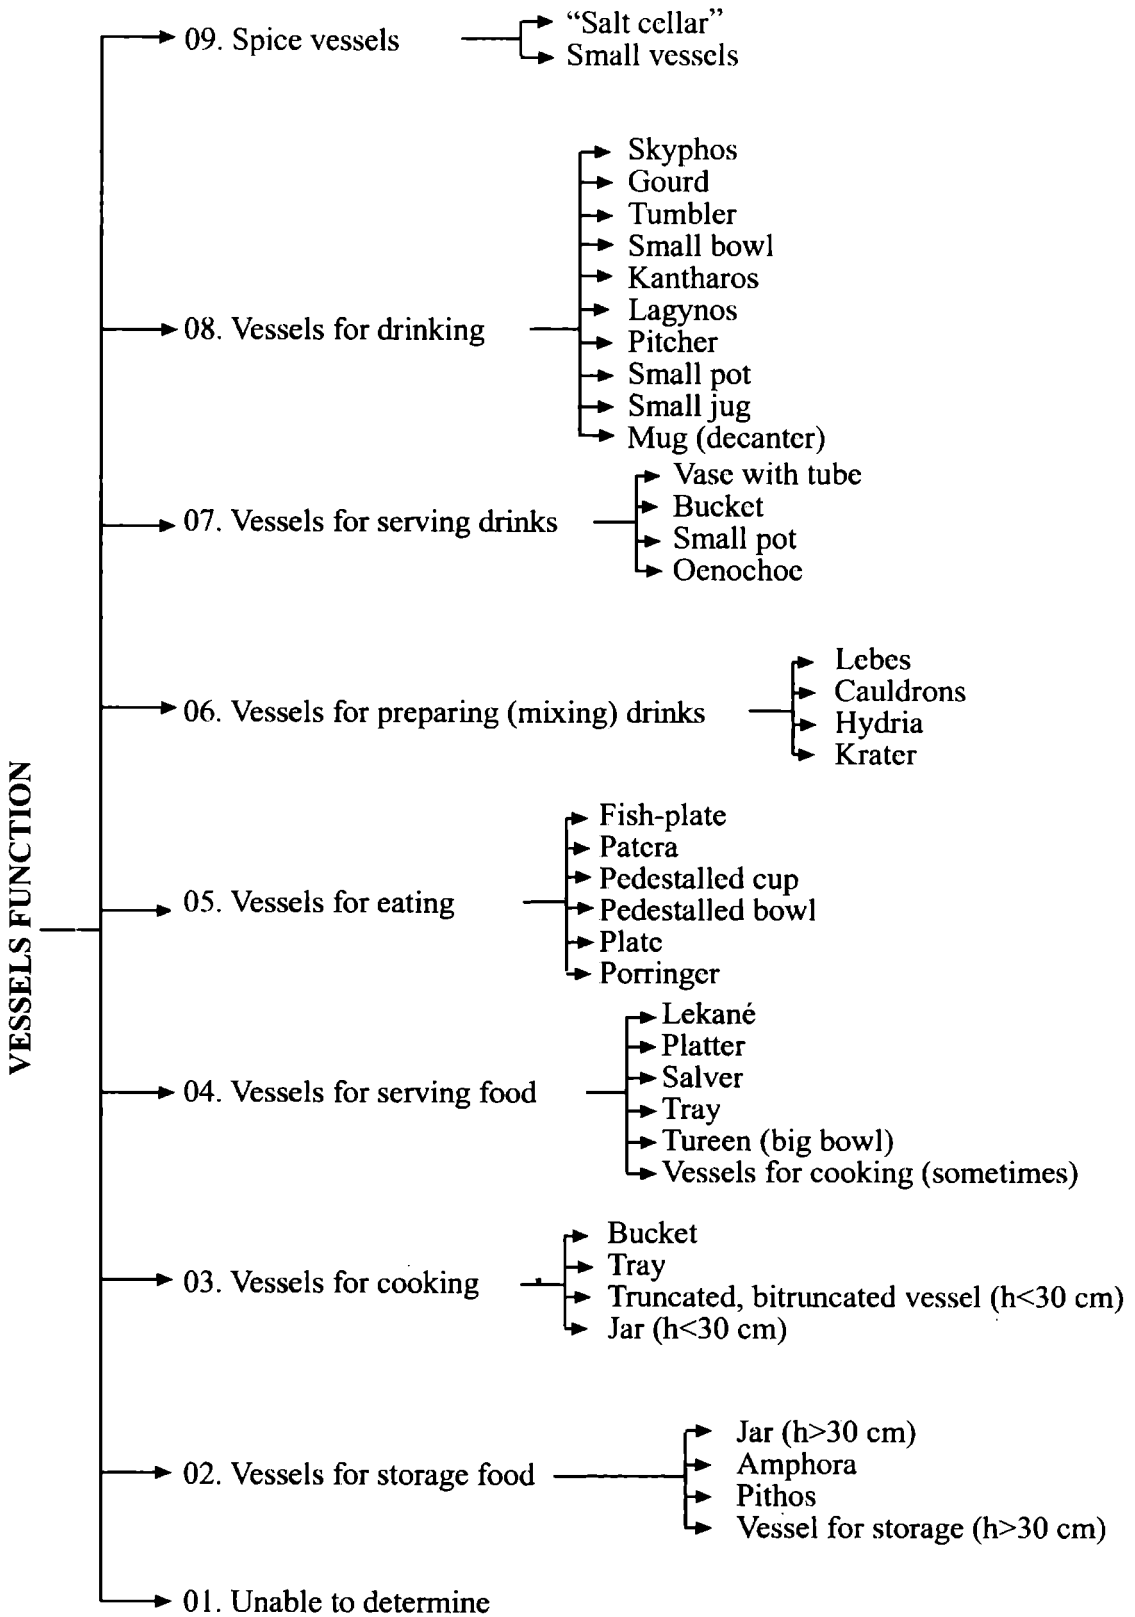 VESSELS FUNCTION
09. Spice vessels
“Salt cellar”
Small vessels
08. Vessels for drinking
Skyphos
Gourd
Tumbler
Small bowl
Kantharos
Lagynos
Pitcher
Small pot
Small jug
Mug (decanter)
07. Vessels for serving drinks
Vase with tube
Bucket
Small pot
Oenochoe
06. Vessels for preparing (mixing) drinks
Lebes
Cauldrons
Hydria
Krater
05. Vessels for eating
Fish-plate
Patera
Pedestalled cup
Pedestalled bowl
Plate
Porringer
04. Vessels for serving food
Lekané
Platter
Salver
Tray
Tureen (big bowl)
Vessels for cooking (sometimes)
03. Vessels for cooking
Bucket
Tray
Truncated, bitruncated vessel (h<30 cm)
Jar (h<30 cm)
02. Vessels for storage food
Jar (h>30 cm)
Amphora
Pithos
Vessel for storage (h>30 cm)
01. Unable to determine